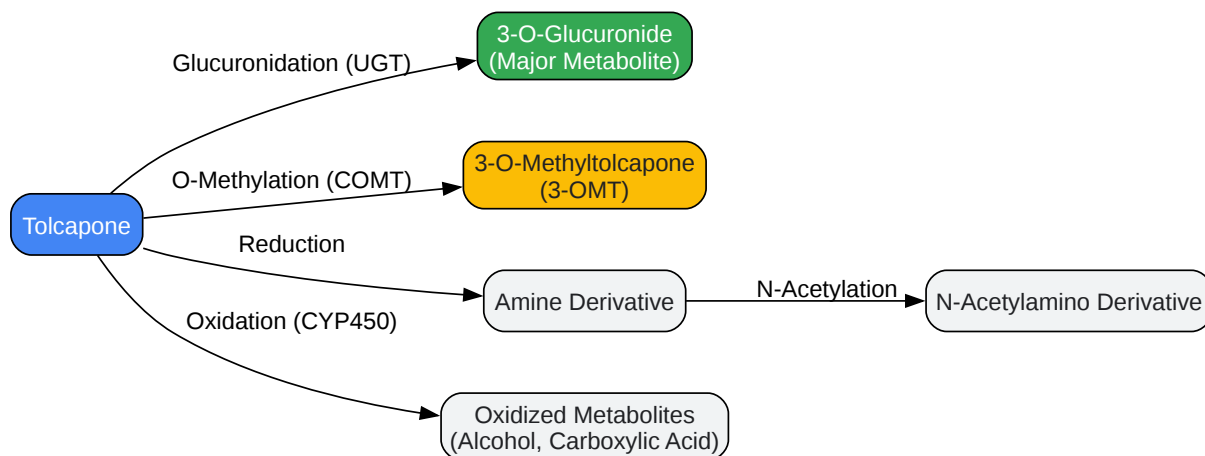 3-O-Glucuronide
(Major Metabolite)
Glucuronidation (UGT)
3-O-Methyltolcapone
(3-OMT)
O-Methylation (COMT)
Tolcapone
Reduction
Amine Derivative
N-Acetylation
N-Acetylamino Derivative
Oxidation (CYP450)
Oxidized Metabolites
(Alcohol, Carboxylic Acid)